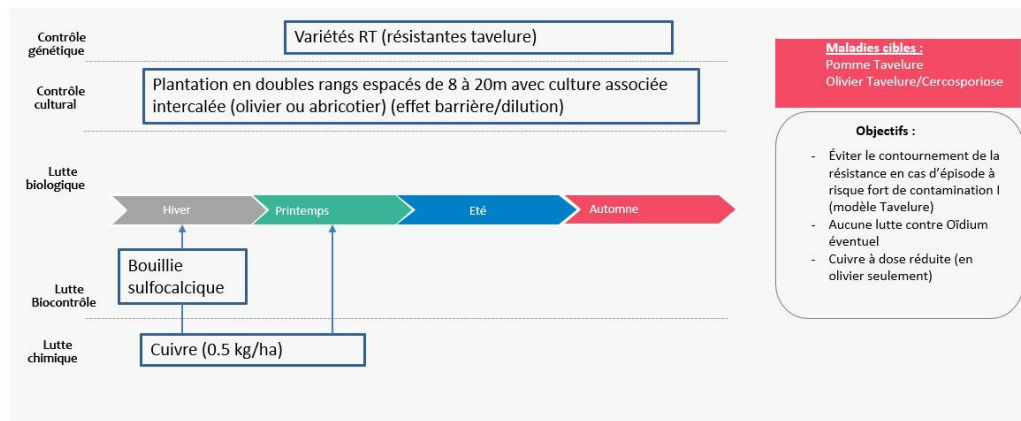 Contrôle
génétique
Variétés RT (résistantes tavelure)
Contrôle
cultural
Plantation en doubles rangs espacés de 8 à 20m avec culture associée
intercalée (olivier ou abricotier) (effet barrière/dilution)
Lutte
biologique
Hiver
Printemps
Eté
Automne
Bouillie
sulfocalcique
Lutte
Biocontrôle
Lutte
chimique
Cuivre (0.5 kg/ha)
Maladies cibles :
Pomme Tavelure
Olivier Tavelure/Cercosporiose
Objectifs :
- Éviter le contournement de la
résistance en cas d'épisode à
risque fort de contamination I
(modèle Tavelure)
- Aucune lutte contre Oïdium
éventuel
- Cuivre à dose réduite (en
olivier seulement)